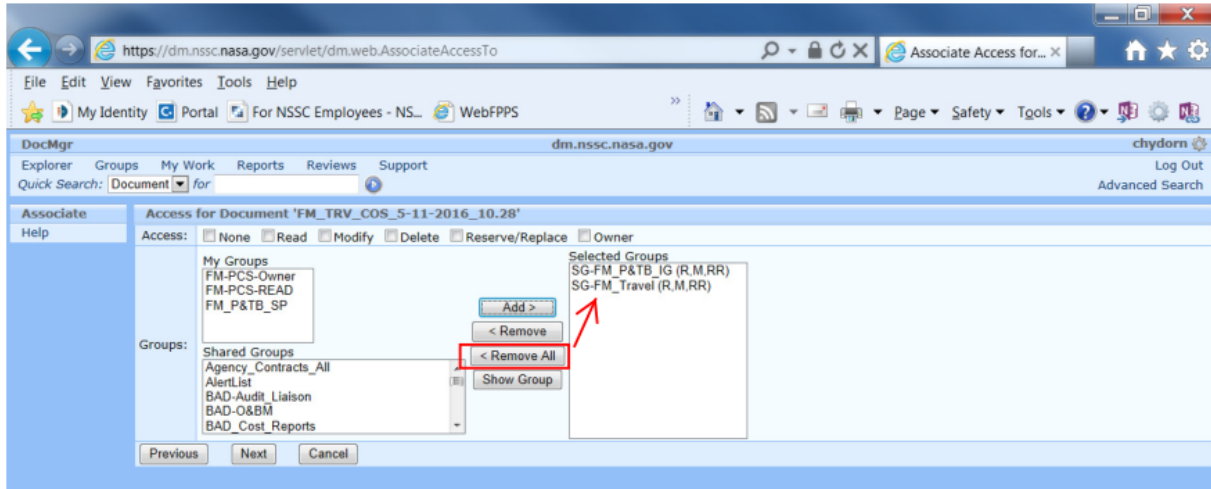 https://dm.nssc.nasa.gov/servlet/dm.web.AssociateAccessTo
Associate Access for...
File Edit View Favorites Tools Help
My Identity Portal For NSSC Employees - NS... WebFPPS
Page Safety Tools
DocMgr dm.nssc.nasa.gov chydorn
Explorer Groups My Work Reports Reviews Support Log Out
Quick Search: Document for Advanced Search
Associate Access for Document 'FM_TRV_COS_5-11-2016_10.28'
Help Access: None Read Modify Delete Reserve/Replace Owner
Groups:
My Groups
FM-PCS-Owner
FM-PCS-READ
FM_P&TB_SP
Shared Groups
Agency_Contracts_All
AlertList
BAD-Audit_Liaison
BAD-O&BM
BAD_Cost_Reports
Add >
< Remove
< Remove All
Show Group
Selected Groups
SG-FM_P&TB_IG (R,M,RR)
SG-FM_Travel (R,M,RR)
Previous Next Cancel